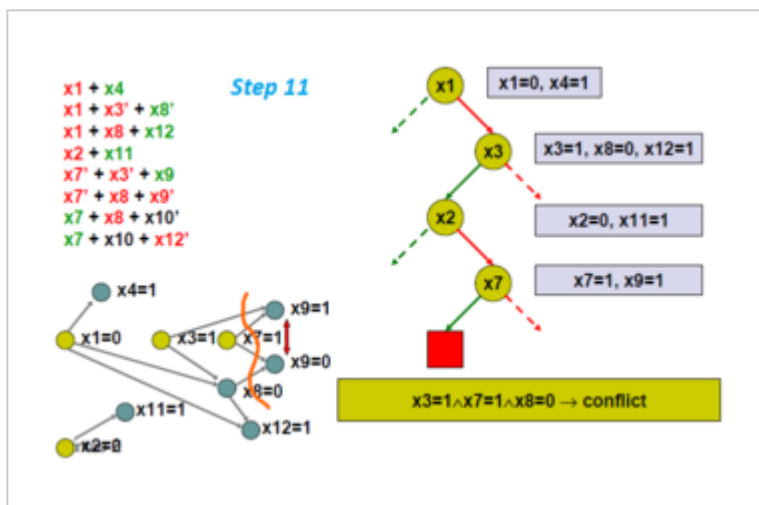 Step 11
x1 + x4
x1 + x3' + x8'
x1 + x8 + x12
x2 + x11
x7' + x3' + x9
x7' + x8 + x9'
x7 + x8 + x10'
x7 + x10 + x12'
x1
x1=0, x4=1
x3
x3=1, x8=0, x12=1
x2
x2=0, x11=1
x7
x7=1, x9=1
x4=1
x9=1
x1=0
x3=1
x7=1
x9=0
x8=0
x11=1
x12=1
x3=1∧x7=1∧x8=0 → conflict